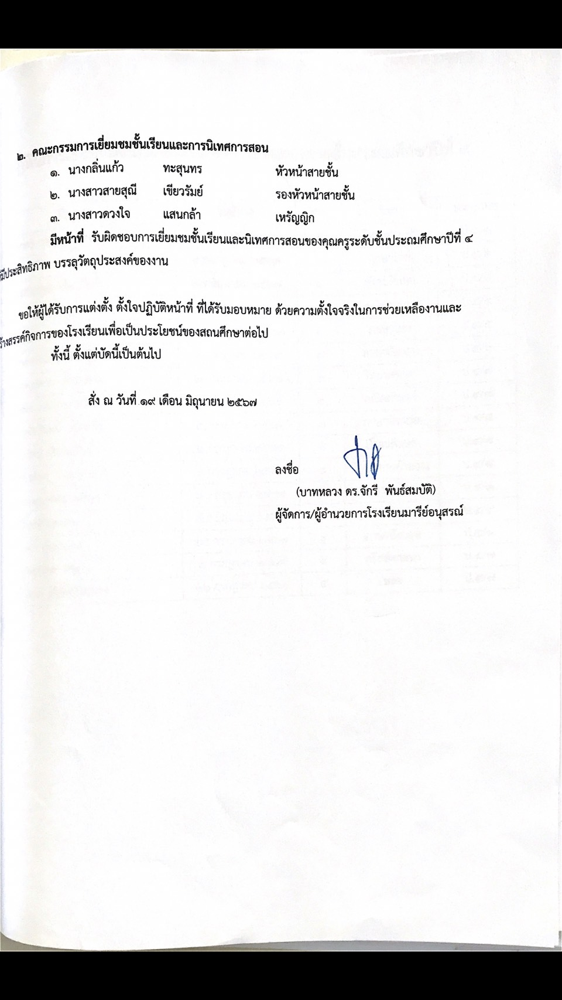 ๒. คณะกรรมการเยี่ยมชมชั้นเรียนและการนิเทศการสอน
๑. นางกลิ่นแก้ว ทะสุนทร หัวหน้าสายชั้น
๒. นางสาวสายสุณี เขียวรัมย์ รองหัวหน้าสายชั้น
๓. นางสาวดวงใจ แสนกล้า เหรัญญิก
มีหน้าที่ รับผิดชอบการเยี่ยมชมชั้นเรียนและนิเทศการสอนของคุณครูระดับชั้นประถมศึกษาปีที่ ๔
มีประสิทธิภาพ บรรลุวัตถุประสงค์ของงาน
ขอให้ผู้ได้รับการแต่งตั้ง ตั้งใจปฏิบัติหน้าที่ ที่ได้รับมอบหมาย ด้วยความตั้งใจจริงในการช่วยเหลืองานและ
ร้างสรรค์กิจการของโรงเรียนเพื่อเป็นประโยชน์ของสถนศึกษาต่อไป
ทั้งนี้ ตั้งแต่บัดนี้เป็นต้นไป
สั่ง ณ วันที่ ๑๙ เดือน มิถุนายน ๒๕๖๗
ลงชื่อ
(บาทหลวง ดร.จักรี พันธ์สมบัติ)
ผู้จัดการ/ผู้อำนวยการโรงเรียนมารีย์อนุสรณ์